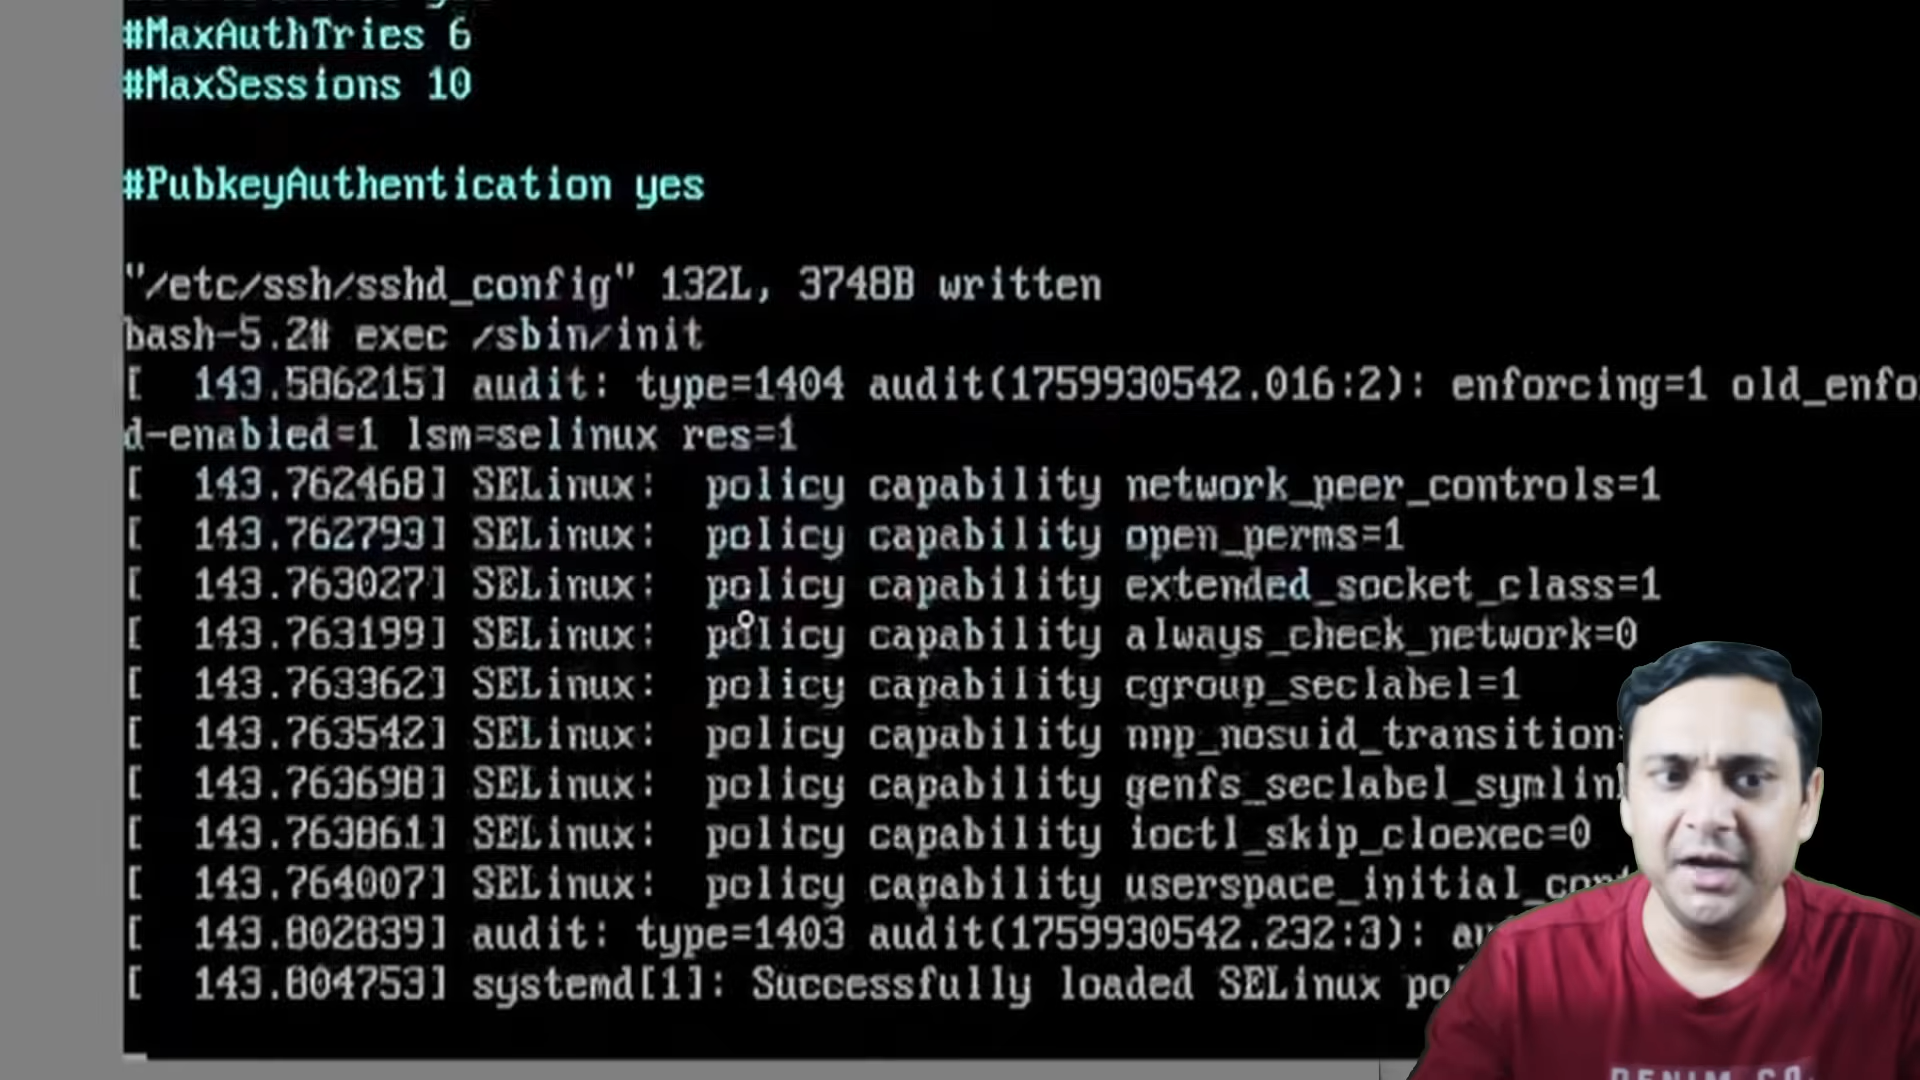 #MaxAuthTries 6
#MaxSessions 10
#PubkeyAuthentication yes
"/etc/ssh/sshd_config" 132L, 3748B written
bash-5.2# exec /sbin/init
[  143.586215] audit: type=1404 audit(1759930542.016:2): enforcing=1 old_enfo
d-enabled=1 lsm=selinux res=1
[  143.762468] SELinux:  policy capability network_peer_controls=1
[  143.762793] SELinux:  policy capability open_perms=1
[  143.763027] SELinux:  policy capability extended_socket_class=1
[  143.763199] SELinux:  policy capability always_check_network=0
[  143.763362] SELinux:  policy capability cgroup_seclabel=1
[  143.763542] SELinux:  policy capability nnp_nosuid_transition=
[  143.763698] SELinux:  policy capability genfs_seclabel_symlin
[  143.763861] SELinux:  policy capability ioctl_skip_cloexec=0
[  143.764007] SELinux:  policy capability userspace_initial_con
[  143.802839] audit: type=1403 audit(1759930542.232:3): au
[  143.804753] systemd[1]: Successfully loaded SELinux po
DENIM CO.